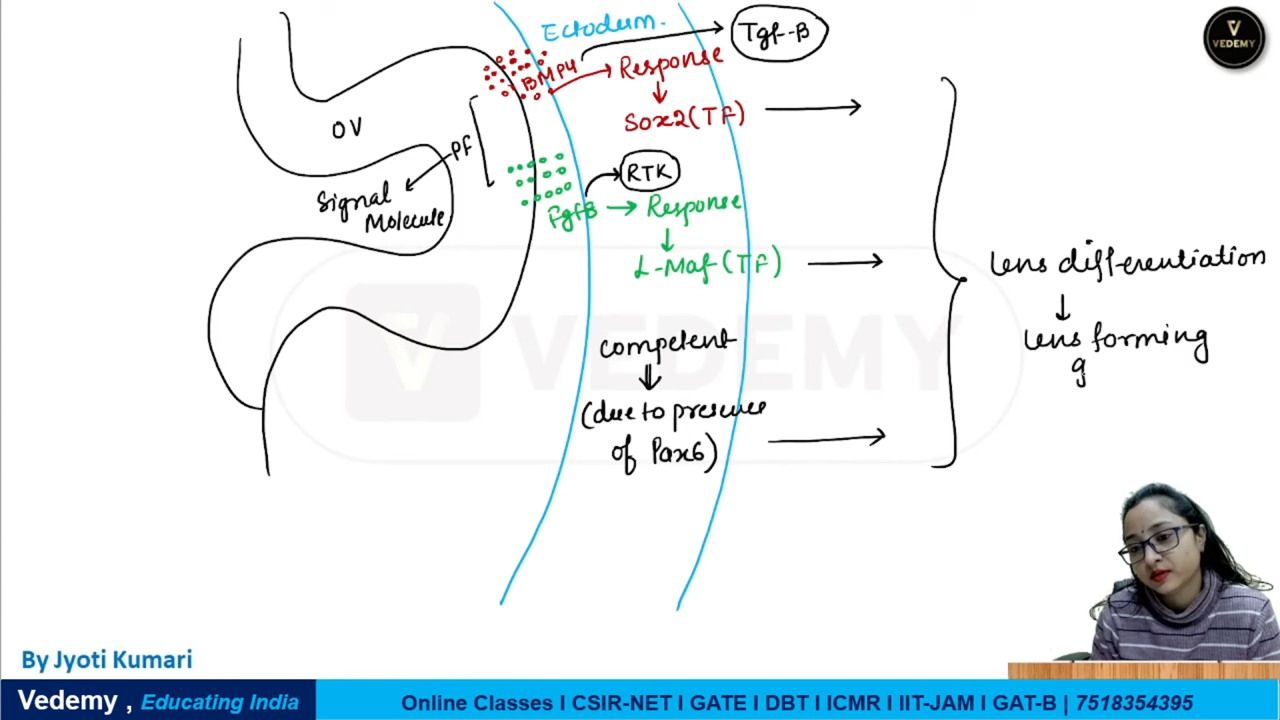 Ectoderm.
Tgf-B
V
VEDEMY
BMP4
Response
Sox2(TF)
OV
PF
Signal
Molecule
RTK
Fgf8
Response
L-Maf(TF)
VEDEMY
lens differentiation
lens forming
g
competent
(due to presence
of Pax6)
By Jyoti Kumari
Vedemy , Educating India
Online Classes I CSIR-NET I GATE I DBT I ICMR I IIT-JAM I GAT-B | 7518354395